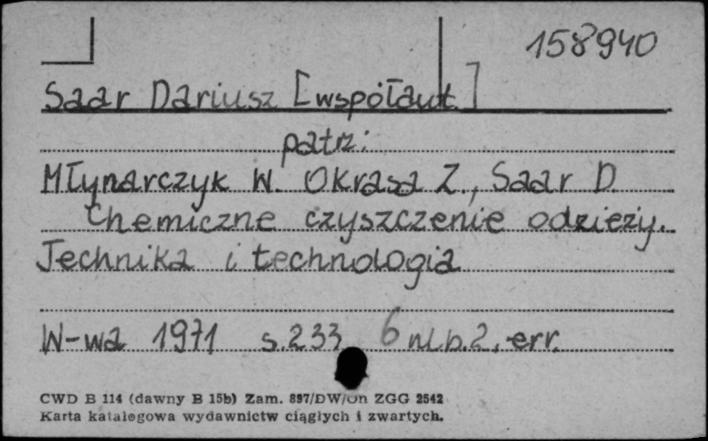 158940
Saar Dariusz [współaut.]
patrz:
Młynarczyk W. Okrasa Z., Saar D.
Chemiczne czyszczenie odzieży.
Technika i technologia
W-wa 1971 s.233 6 nlb.2, err.
CWD B 114 (dawny B 15b) Zam. 897/DW/on ZGG 2542
Karta katalogowa wydawnictw ciągłych i zwartych.